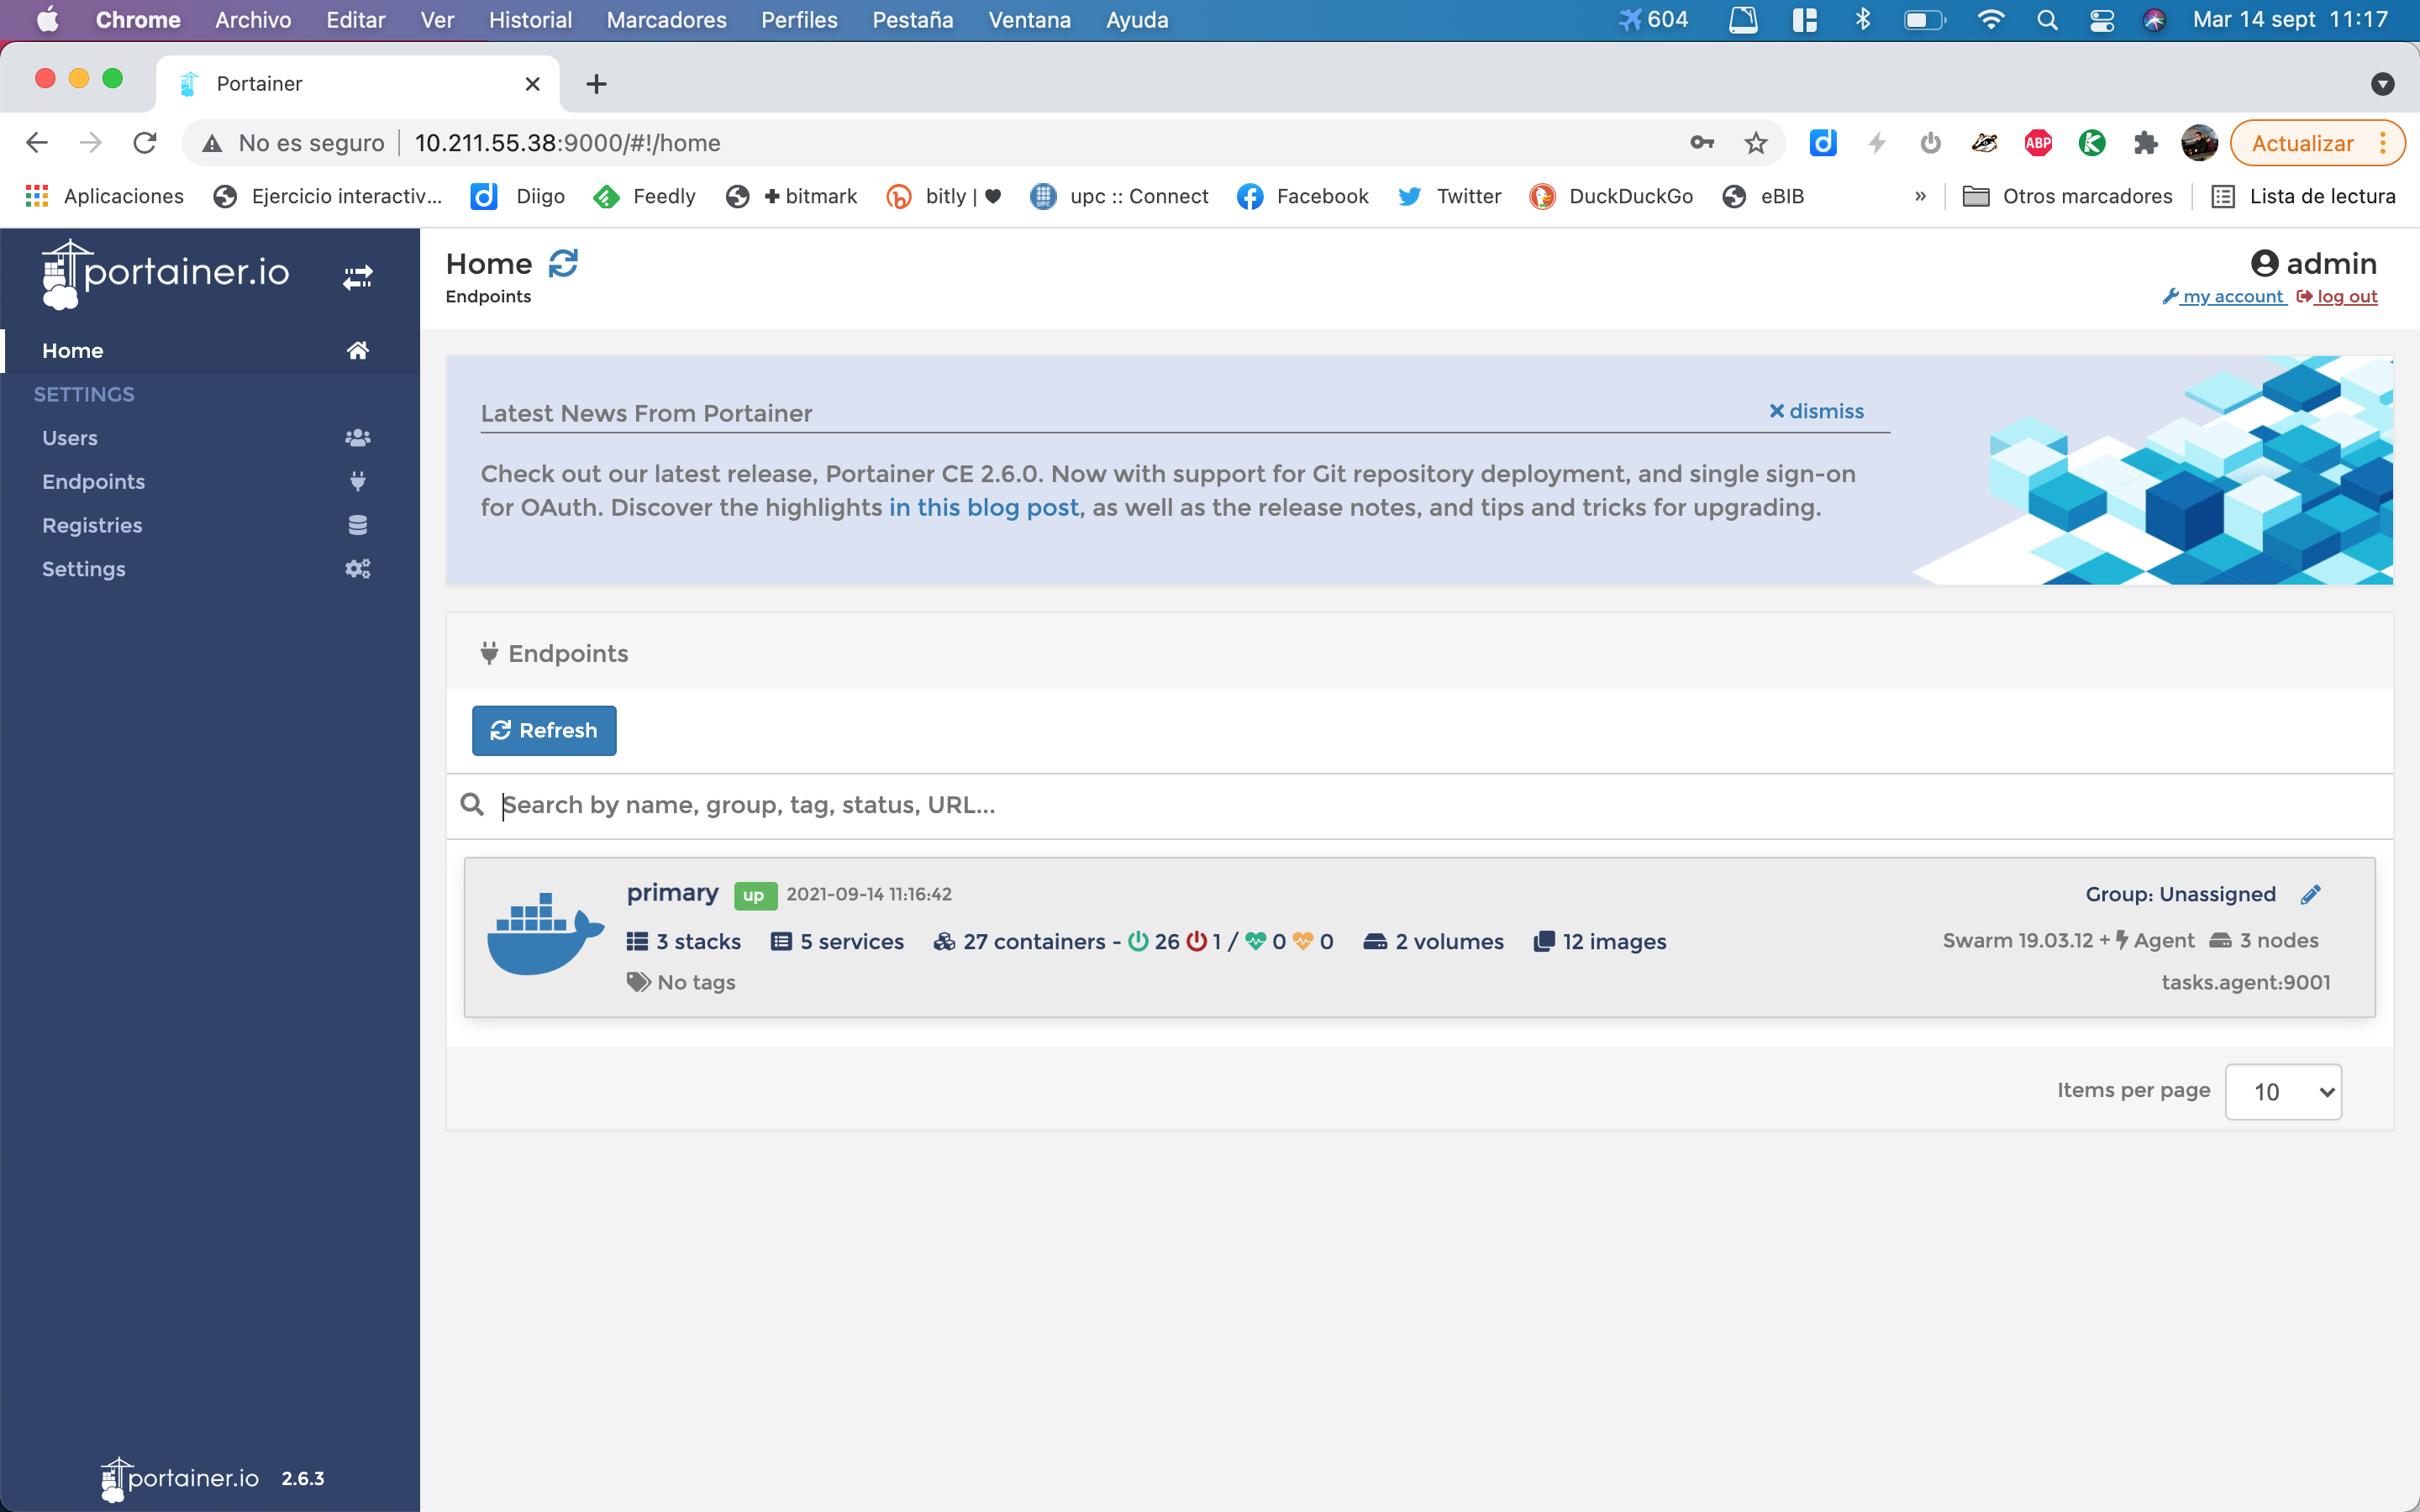 Chrome Archivo Editar Ver Historial Marcadores Perfiles Pestaña Ventana Ayuda 604 Mar 14 sept 11:17
Portainer
No es seguro 10.211.55.38:9000/#!/home ABP K Actualizar
Aplicaciones Ejercicio interactiv... d Diigo Feedly + bitmark bitly | ♥ upc :: Connect Facebook Twitter DuckDuckGo eBIB » Otros marcadores Lista de lectura
portainer.io
Home
SETTINGS
Users
Endpoints
Registries
Settings
portainer.io 2.6.3
Home
Endpoints
admin
my account log out
Latest News From Portainer
dismiss
Check out our latest release, Portainer CE 2.6.0. Now with support for Git repository deployment, and single sign-on
for OAuth. Discover the highlights in this blog post, as well as the release notes, and tips and tricks for upgrading.
Endpoints
Refresh
Search by name, group, tag, status, URL...
primary up 2021-09-14 11:16:42
Group: Unassigned
3 stacks 5 services 27 containers - 26 1 / 0 0 2 volumes 12 images
Swarm 19.03.12 + Agent 3 nodes
No tags
tasks.agent:9001
Items per page 10